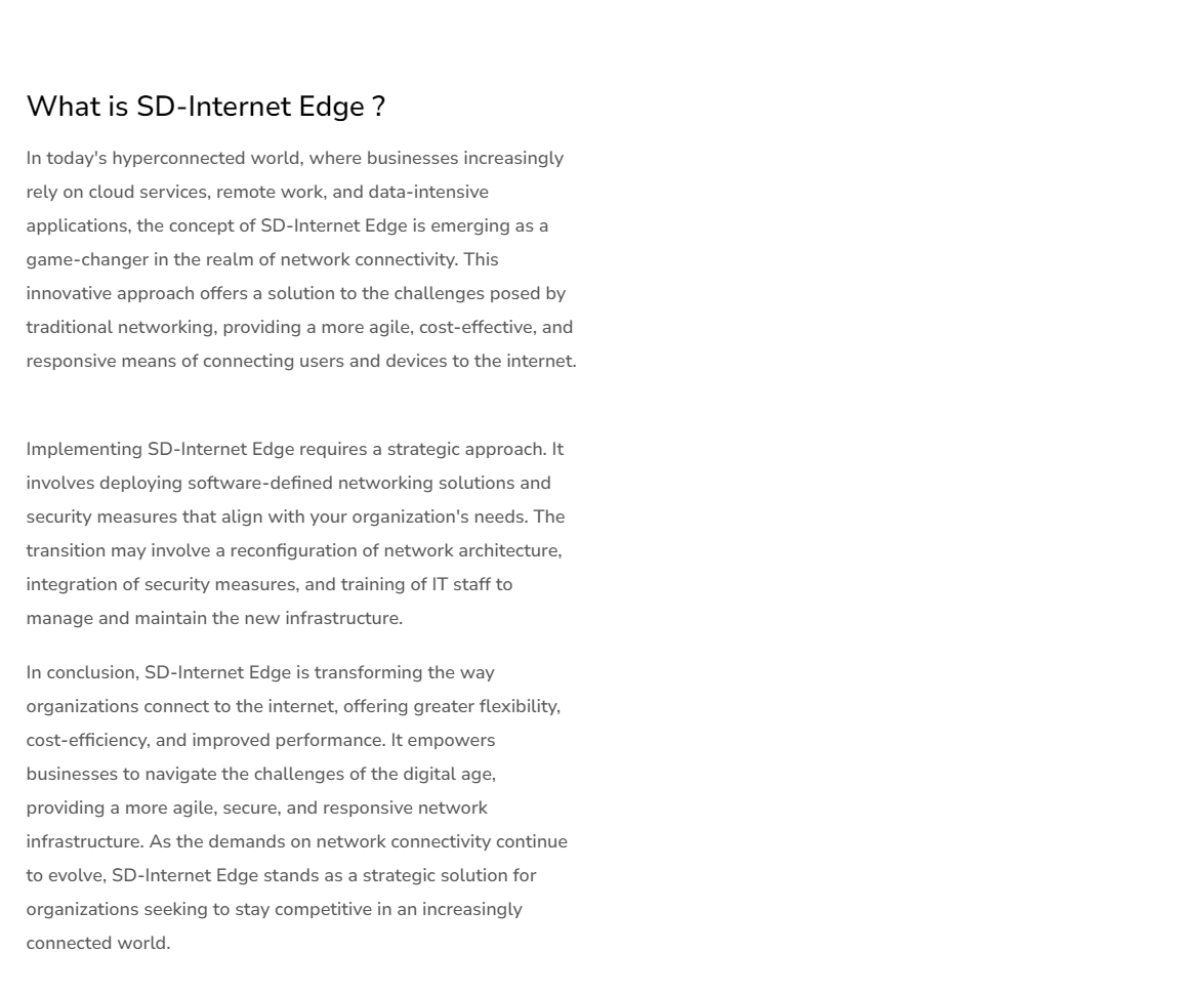 What is SD-Internet Edge ?
In today's hyperconnected world, where businesses increasingly
rely on cloud services, remote work, and data-intensive
applications, the concept of SD-Internet Edge is emerging as a
game-changer in the realm of network connectivity. This
innovative approach offers a solution to the challenges posed by
traditional networking, providing a more agile, cost-effective, and
responsive means of connecting users and devices to the internet.
Implementing SD-Internet Edge requires a strategic approach. It
involves deploying software-defined networking solutions and
security measures that align with your organization's needs. The
transition may involve a reconfiguration of network architecture,
integration of security measures, and training of IT staff to
manage and maintain the new infrastructure.
In conclusion, SD-Internet Edge is transforming the way
organizations connect to the internet, offering greater flexibility,
cost-efficiency, and improved performance. It empowers
businesses to navigate the challenges of the digital age,
providing a more agile, secure, and responsive network
infrastructure. As the demands on network connectivity continue
to evolve, SD-Internet Edge stands as a strategic solution for
organizations seeking to stay competitive in an increasingly
connected world.